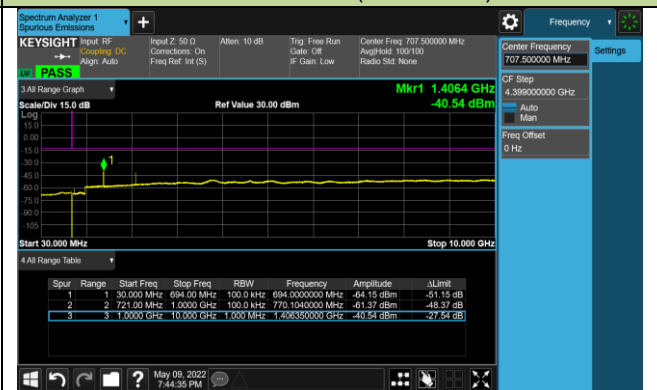 Spectrum Analyzer 1
Spurious Emissions
Frequency
KEYSIGHT
Input: RF
Coupling: DC
Align: Auto
Input Z: 50 Ω
Corrections: On
Freq Ref: Int (S)
Atten: 10 dB
Trig: Free Run
Gate: Off
IF Gain: Low
Center Freq: 707.500000 MHz
Avg|Hold: 100/100
Radio Std: None
PASS
Center Frequency
707.500000 MHz
Settings
CF Step
4.399000000 GHz
Auto
Man
Freq Offset
0 Hz
3 All Range Graph
Mkr1 1.4064 GHz
Scale/Div 15.0 dB
Ref Value 30.00 dBm
-40.54 dBm
Log
15.0
0.00
-15.0
-30.0
-45.0
-60.0
-75.0
-90.0
-105
1
Start 30.000 MHz
Stop 10.000 GHz
4 All Range Table
Spur Range Start Freq Stop Freq RBW Frequency Amplitude ΔLimit
1 1 30.000 MHz 694.00 MHz 100.0 kHz 694.0000000 MHz -64.15 dBm -51.15 dB
2 2 721.00 MHz 1.0000 GHz 100.0 kHz 770.1040000 MHz -61.37 dBm -48.37 dB
3 3 1.0000 GHz 10.000 GHz 1.000 MHz 1.406350000 GHz -40.54 dBm -27.54 dB
May 09, 2022
7:44:35 PM